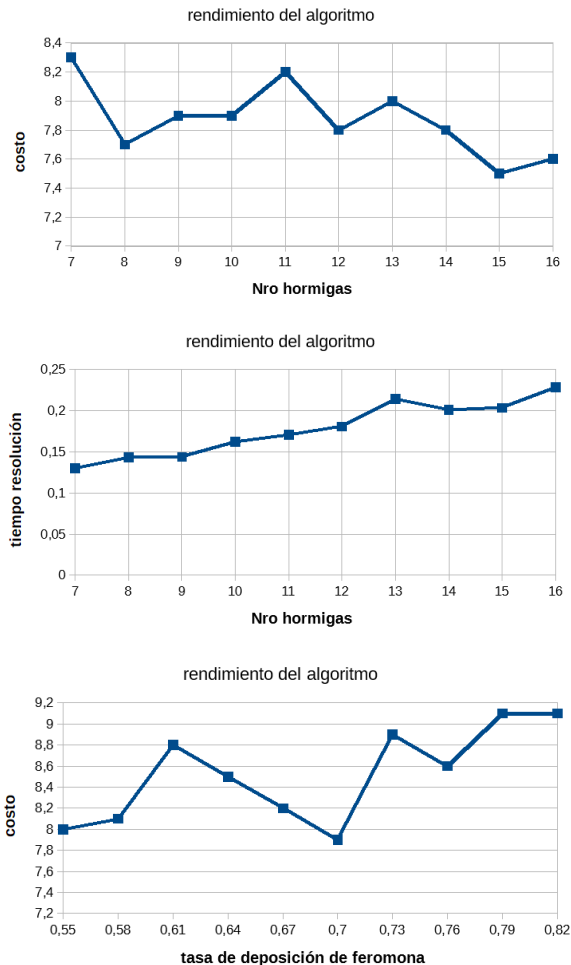 rendimiento del algoritmo
8,4
8,2
8
7,8
7,6
7,4
7,2
7
costo
7 8 9 10 11 12 13 14 15 16
Nro hormigas
rendimiento del algoritmo
0,25
0,2
0,15
0,1
0,05
0
tiempo resolución
7 8 9 10 11 12 13 14 15 16
Nro hormigas
rendimiento del algoritmo
9,2
9
8,8
8,6
8,4
8,2
8
7,8
7,6
7,4
7,2
costo
0,55 0,58 0,61 0,64 0,67 0,7 0,73 0,76 0,79 0,82
tasa de deposición de feromona